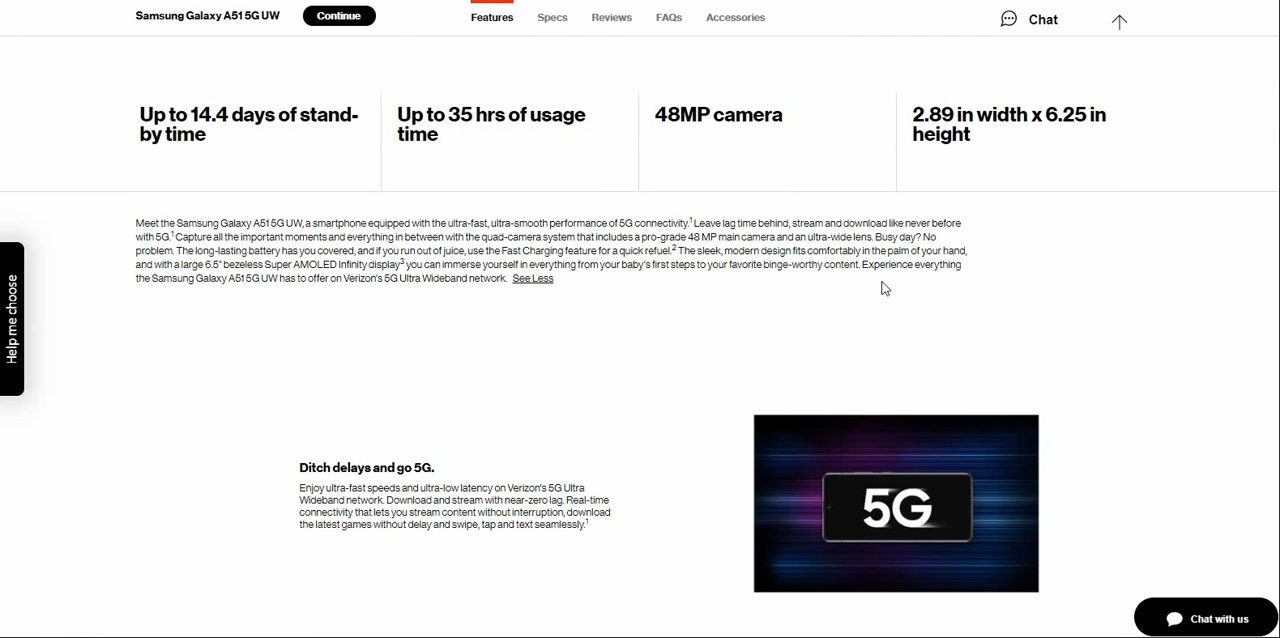 Samsung Galaxy A51 5G UW
Continue
Features
Specs
Reviews
FAQs
Accessories
Chat
Up to 14.4 days of stand-
by time
Up to 35 hrs of usage
time
48MP camera
2.89 in width x 6.25 in
height
Meet the Samsung Galaxy A51 5G UW, a smartphone equipped with the ultra-fast, ultra-smooth performance of 5G connectivity.1 Leave lag time behind, stream and download like never before
with 5G.1 Capture all the important moments and everything in between with the quad-camera system that includes a pro-grade 48 MP main camera and an ultra-wide lens. Busy day? No
problem. The long-lasting battery has you covered, and if you run out of juice, use the Fast Charging feature for a quick refuel.2 The sleek, modern design fits comfortably in the palm of your hand,
and with a large 6.5" bezeless Super AMOLED Infinity display3 you can immerse yourself in everything from your baby's first steps to your favorite binge-worthy content. Experience everything
the Samsung Galaxy A51 5G UW has to offer on Verizon's 5G Ultra Wideband network. See Less
Help me choose
Ditch delays and go 5G.
Enjoy ultra-fast speeds and ultra-low latency on Verizon's 5G Ultra
Wideband network. Download and stream with near-zero lag. Real-time
connectivity that lets you stream content without interruption, download
the latest games without delay and swipe, tap and text seamlessly.1
5G
Chat with us